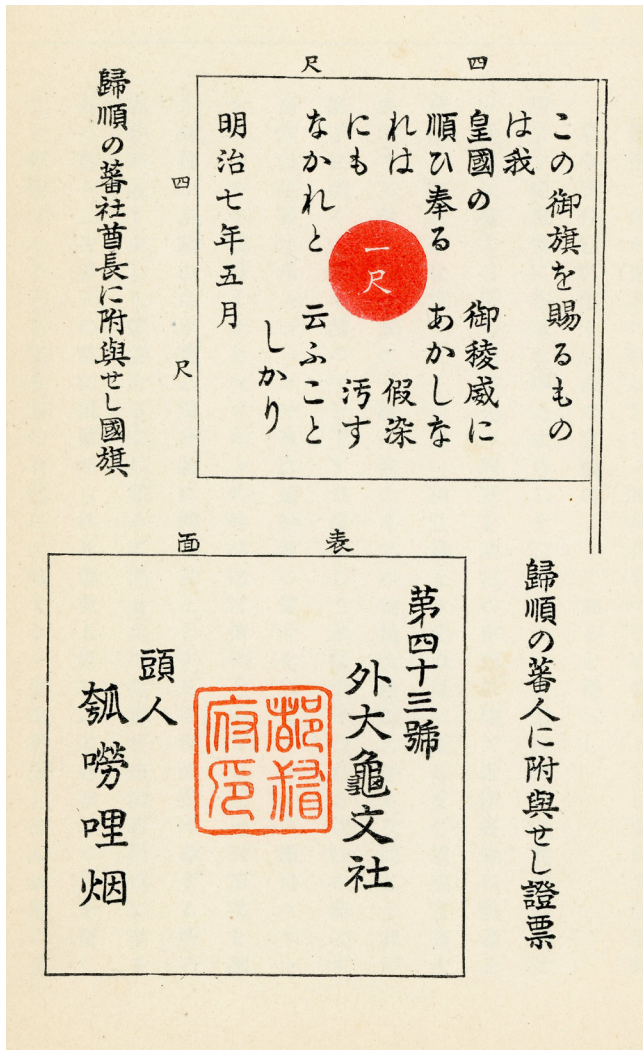 四尺
この御旗を賜るもの
は我
皇國の 御稜威に
順ひ奉る あかしな
れは 假染
にも 汚す
なかれと 云ふこと
しかり
明治七年五月
一尺
四尺
歸順の蕃社酋長に附與せし國旗
歸順の蕃人に附與せし證票
表面
第四十三號
外大龜文社
都督
府印
頭人
瓠嘮哩烟